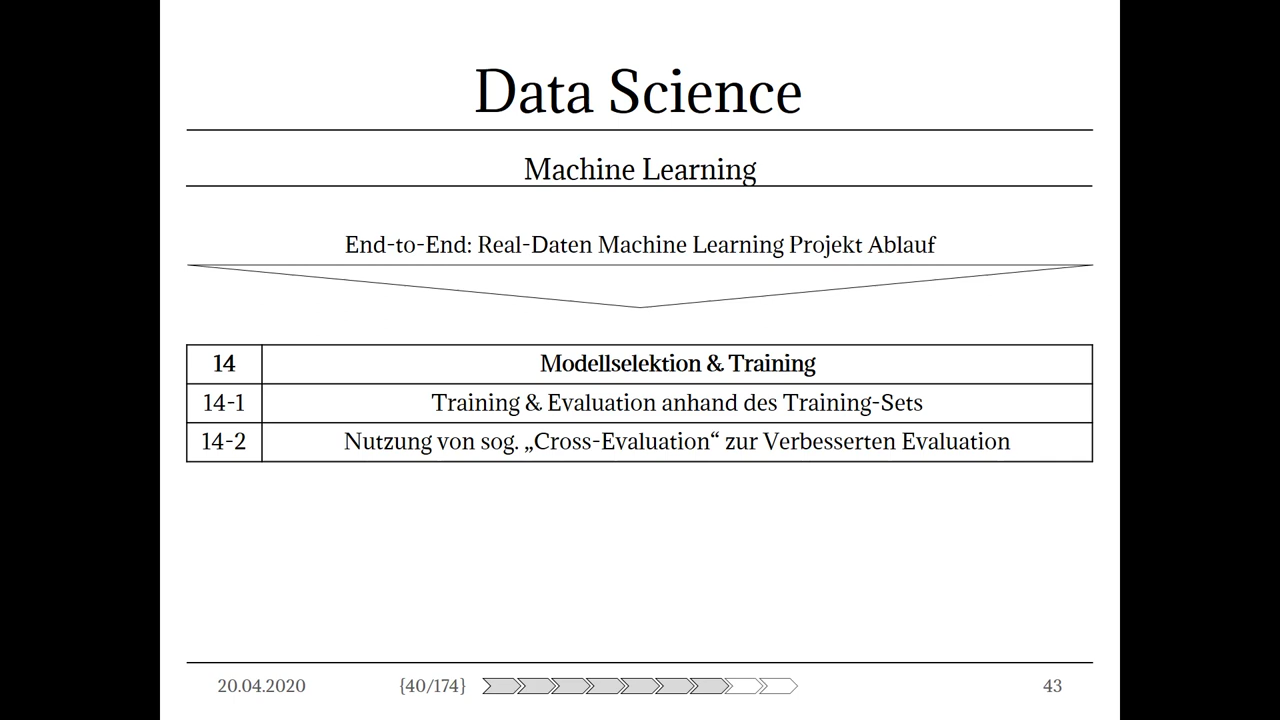 Data Science
Machine Learning
End-to-End: Real-Daten Machine Learning Projekt Ablauf
14 Modellselektion & Training
14-1 Training & Evaluation anhand des Training-Sets
14-2 Nutzung von sog. „Cross-Evaluation“ zur Verbesserten Evaluation
20.04.2020 {40/174} 43